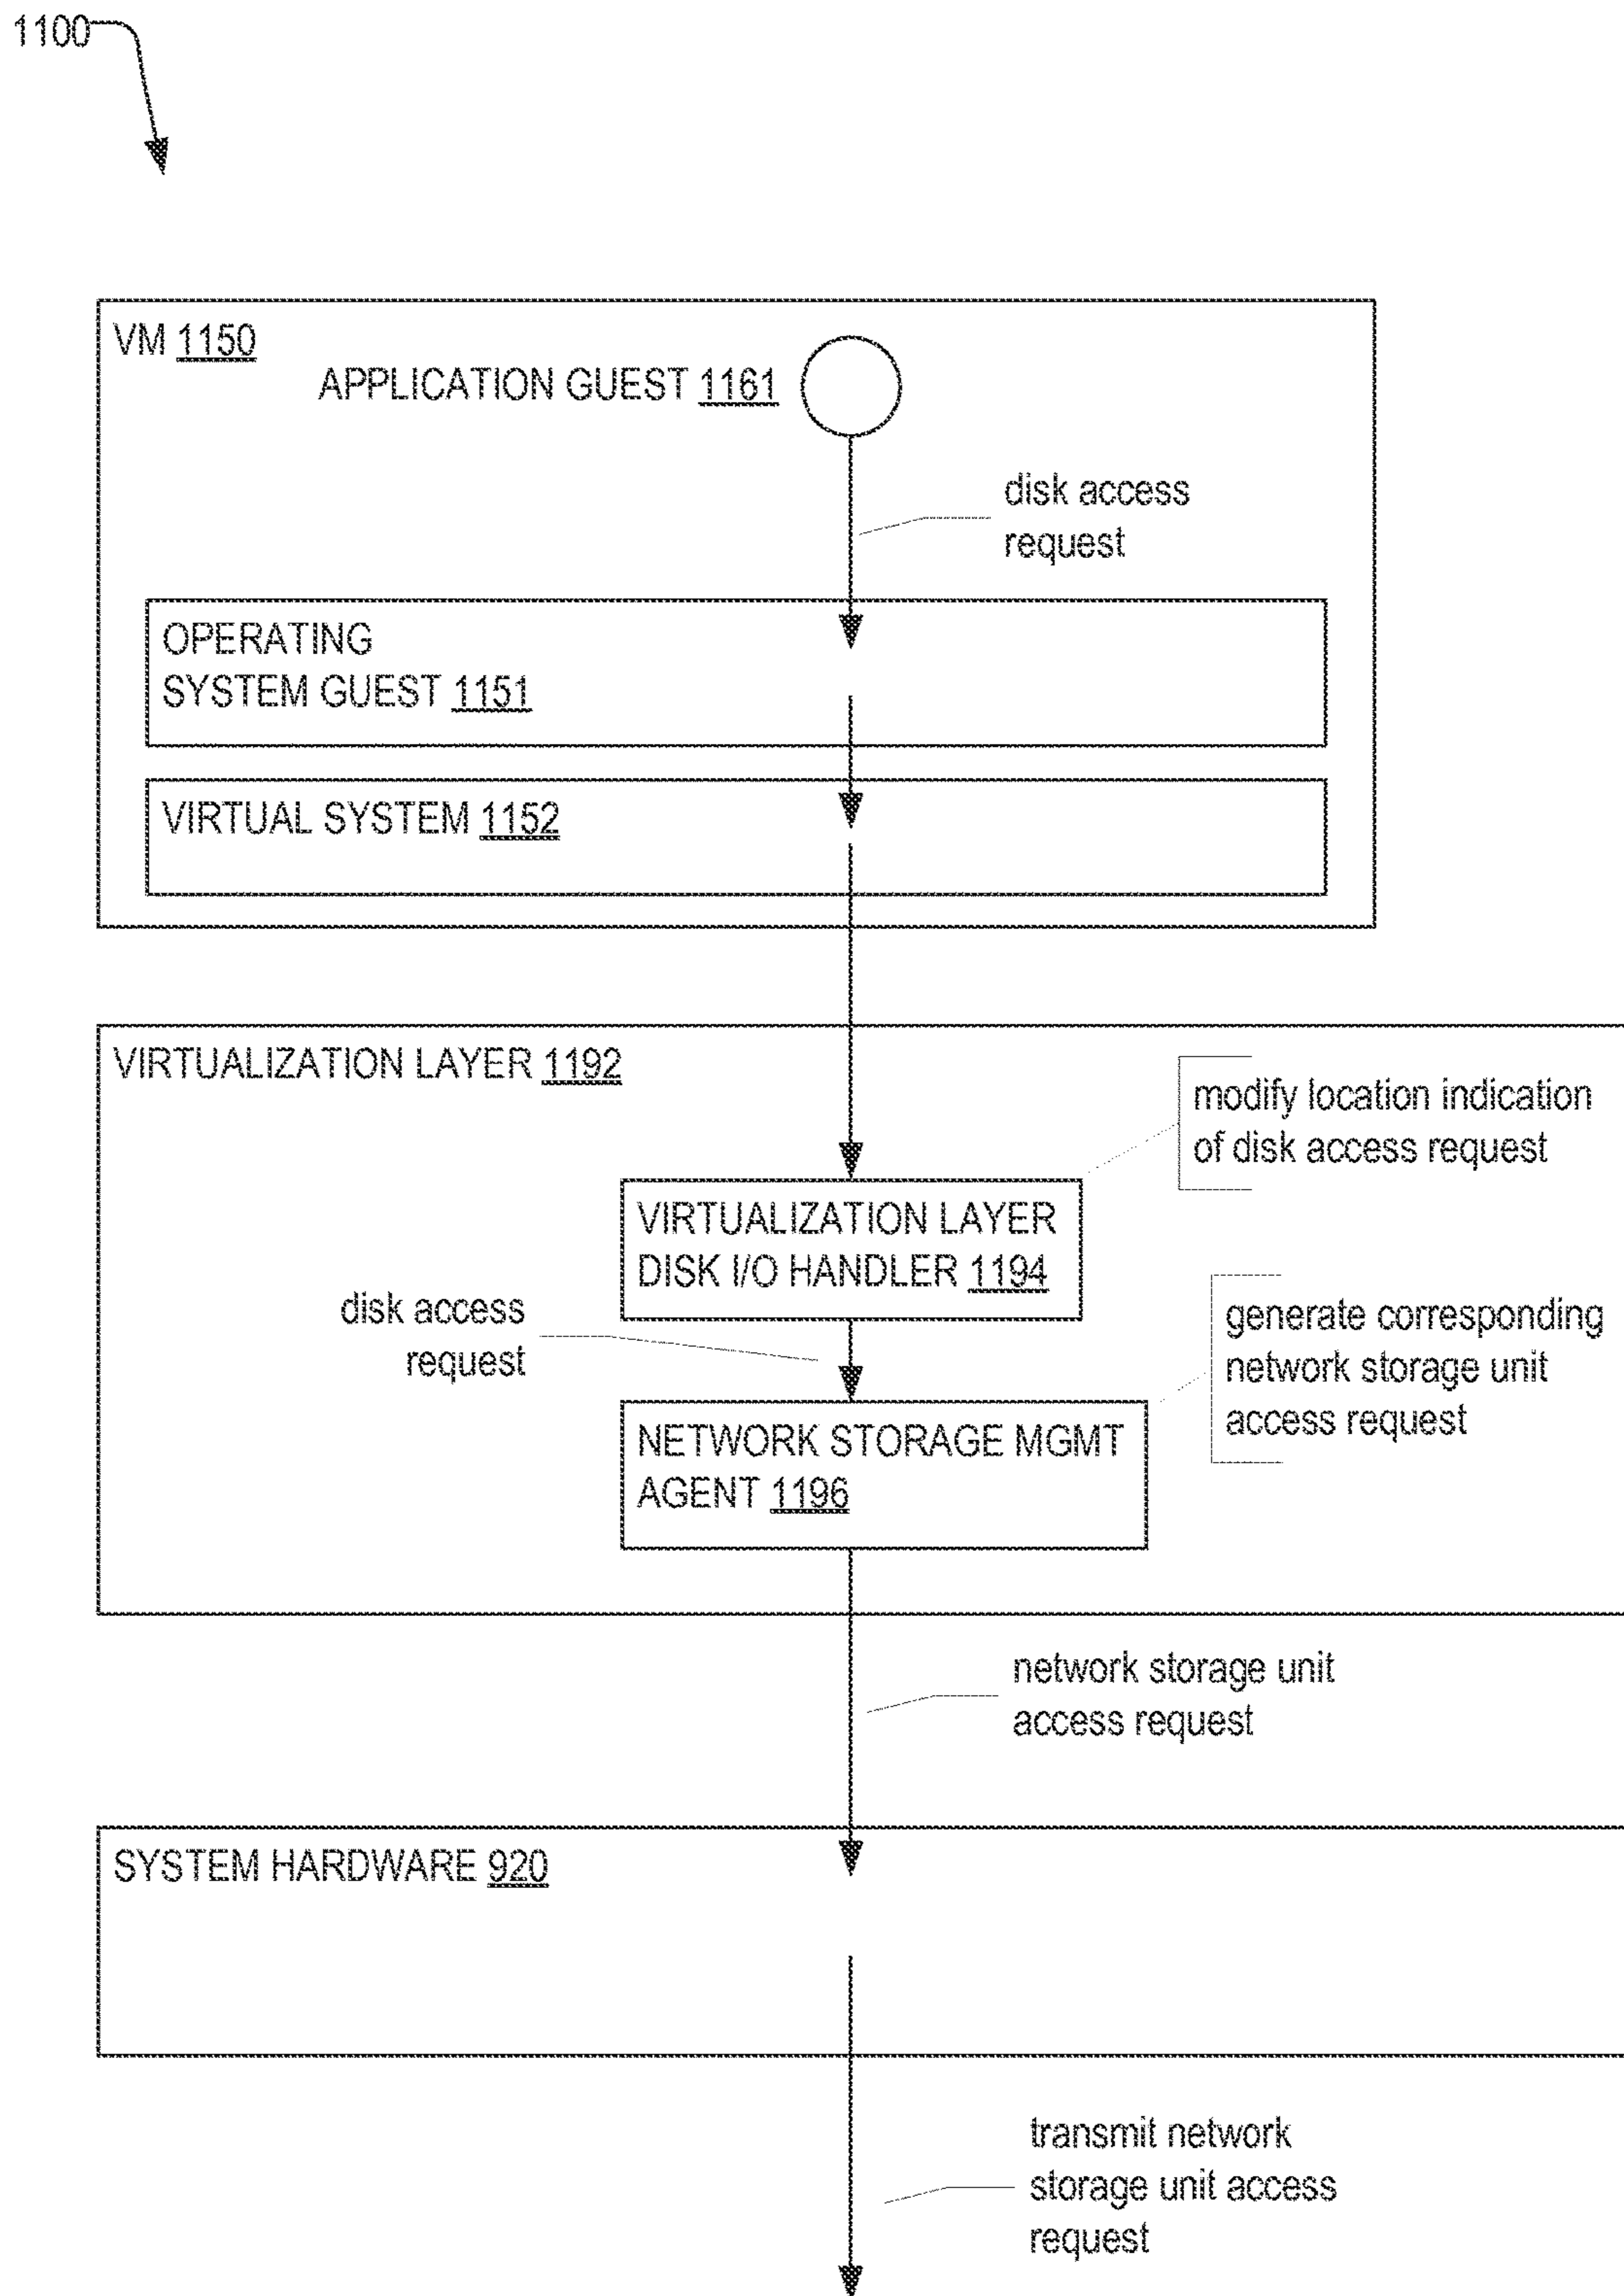 1100
VM 1150
APPLICATION GUEST 1161
disk access
request
OPERATING
SYSTEM GUEST 1151
VIRTUAL SYSTEM 1152
VIRTUALIZATION LAYER 1192
modify location indication
of disk access request
VIRTUALIZATION LAYER
DISK I/O HANDLER 1194
disk access
request
generate corresponding
network storage unit
access request
NETWORK STORAGE MGMT
AGENT 1196
network storage unit
access request
SYSTEM HARDWARE 920
transmit network
storage unit access
request